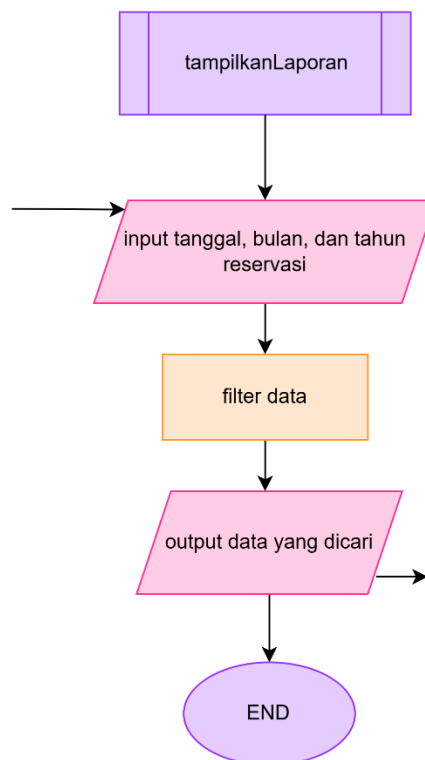 tampilkanLaporan
input tanggal, bulan, dan tahun
reservasi
filter data
output data yang dicari
END